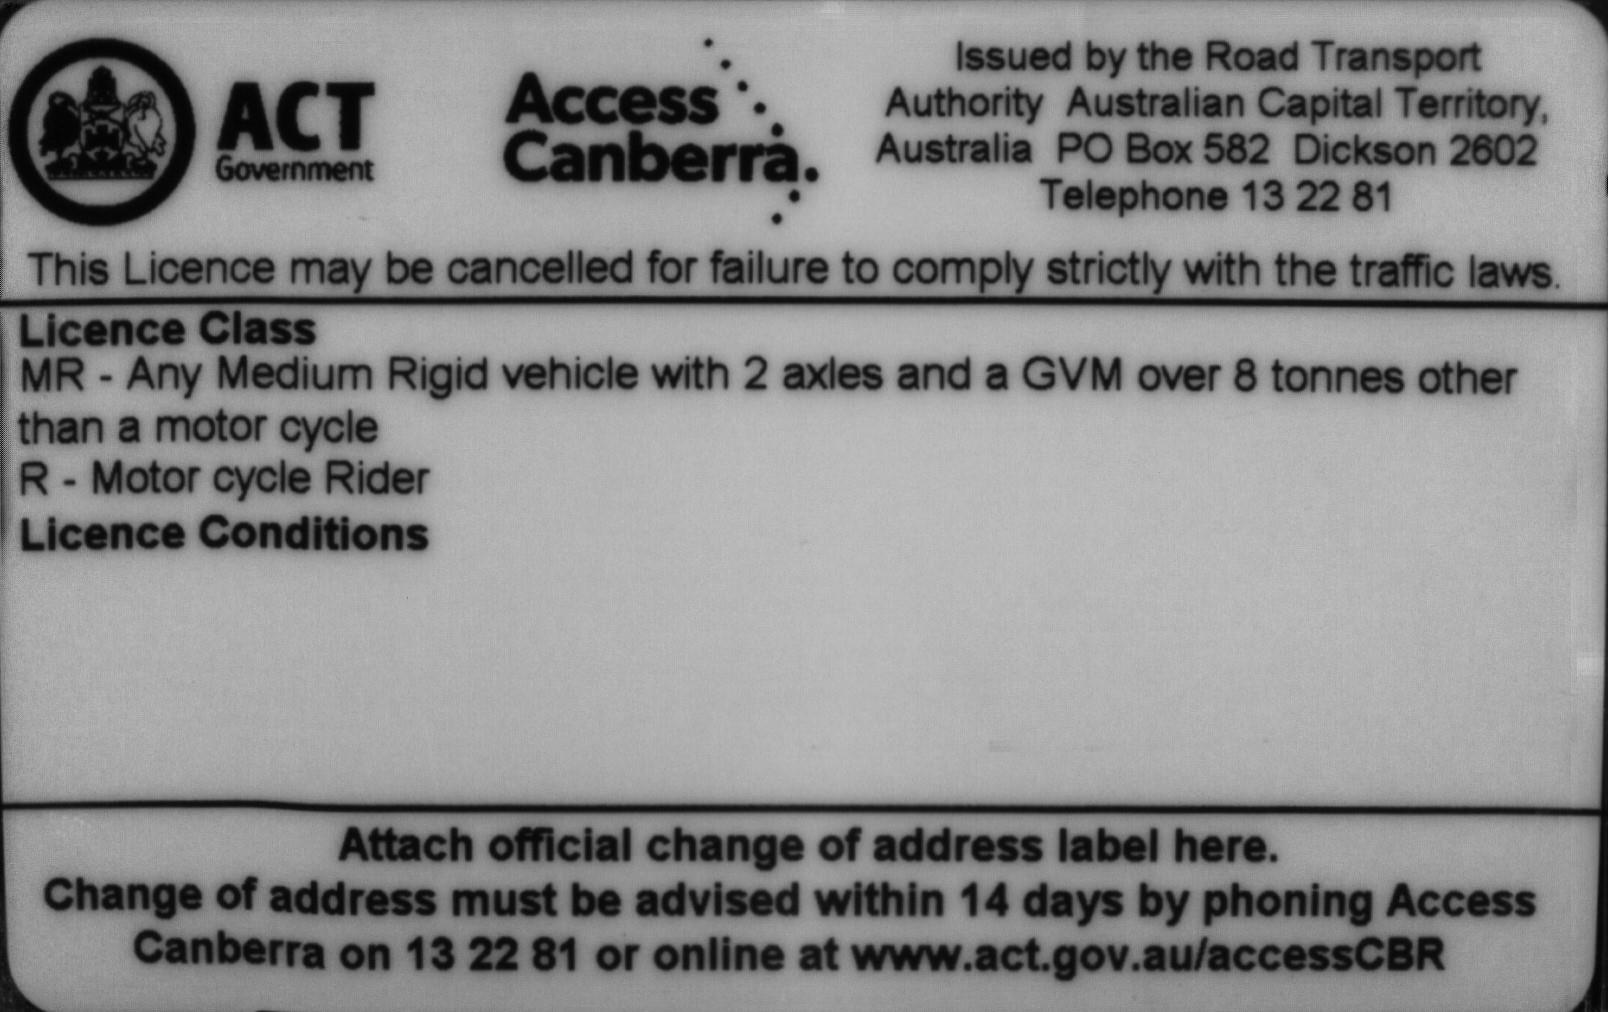 ACT
Government
Access
Canberra.
Issued by the Road Transport
Authority Australian Capital Territory,
Australia PO Box 582 Dickson 2602
Telephone 13 22 81
This Licence may be cancelled for failure to comply strictly with the traffic laws.
Licence Class
MR - Any Medium Rigid vehicle with 2 axles and a GVM over 8 tonnes other
than a motor cycle
R - Motor cycle Rider
Licence Conditions
Attach official change of address label here.
Change of address must be advised within 14 days by phoning Access
Canberra on 13 22 81 or online at www.act.gov.au/accessCBR